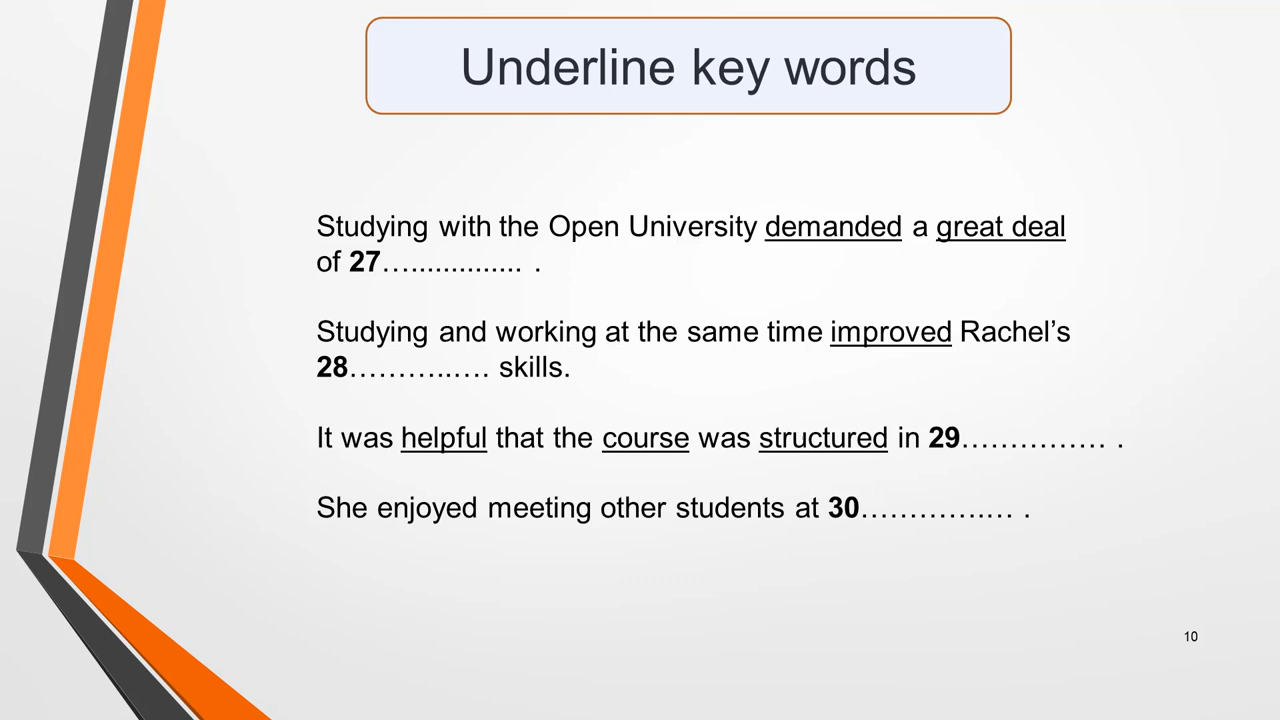 Underline key words
Studying with the Open University demanded a great deal
of 27….............. .
Studying and working at the same time improved Rachel’s
28………..…. skills.
It was helpful that the course was structured in 29…………… .
She enjoyed meeting other students at 30………….… .
10